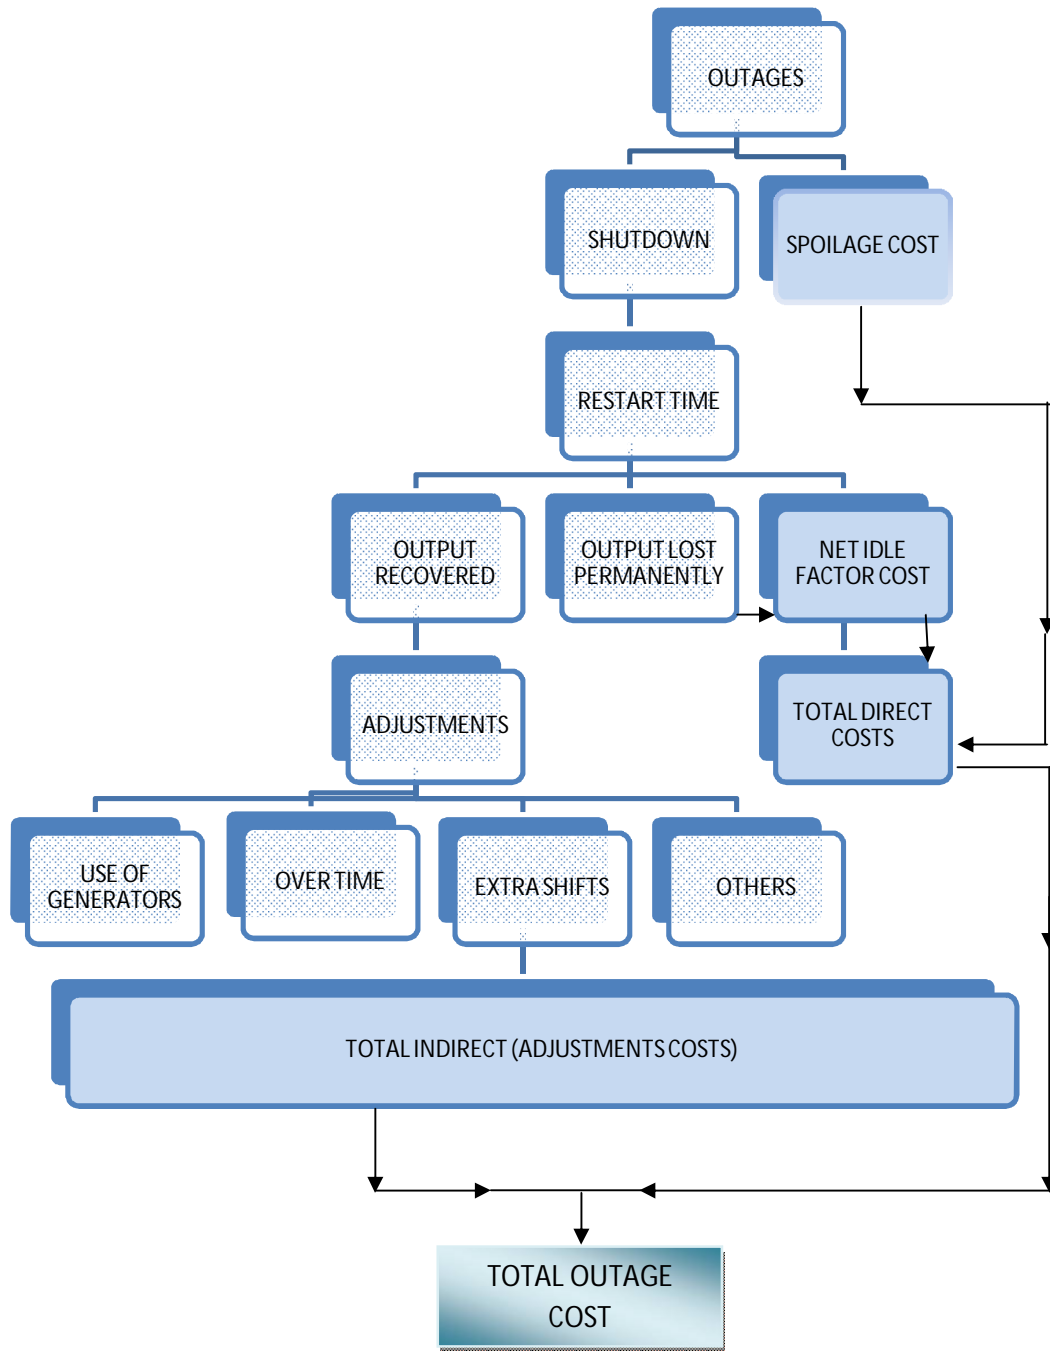 OUTAGES
SHUTDOWN
SPOILAGE COST
RESTART TIME
OUTPUT
RECOVERED
OUTPUT LOST
PERMANENTLY
NET IDLE
FACTOR COST
ADJUSTMENTS
TOTAL DIRECT
COSTS
USE OF
GENERATORS
OVER TIME
EXTRA SHIFTS
OTHERS
TOTAL INDIRECT (ADJUSTMENTS COSTS)
TOTAL OUTAGE
COST